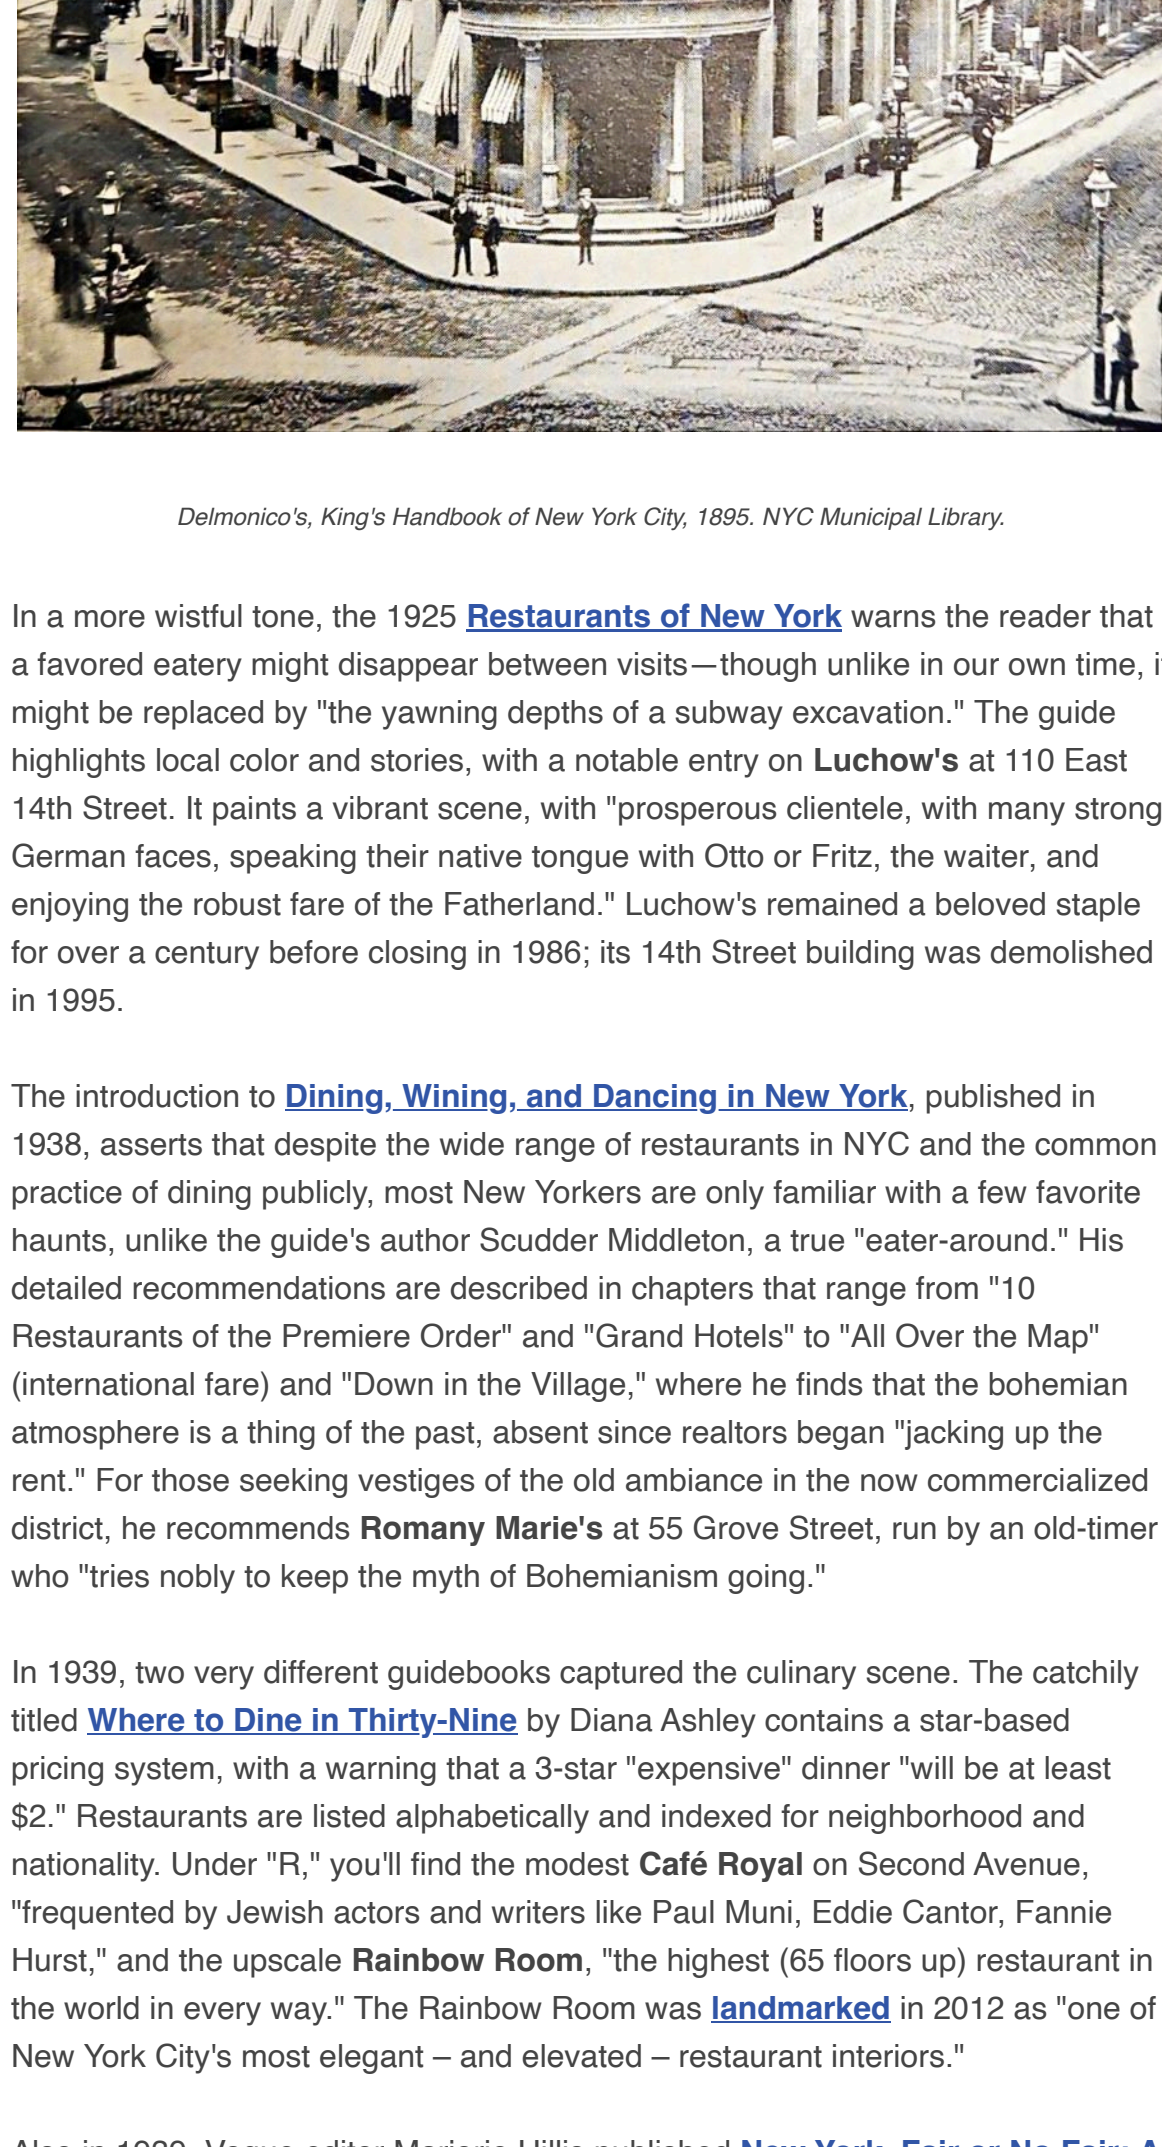 Delmonico's, King's Handbook of New York City, 1895. NYC Municipal Library.
In a more wistful tone, the 1925 Restaurants of New York warns the reader that
a favored eatery might disappear between visits—though unlike in our own time, it
might be replaced by "the yawning depths of a subway excavation." The guide
highlights local color and stories, with a notable entry on Luchow's at 110 East
14th Street. It paints a vibrant scene, with "prosperous clientele, with many strong
German faces, speaking their native tongue with Otto or Fritz, the waiter, and
enjoying the robust fare of the Fatherland." Luchow's remained a beloved staple
for over a century before closing in 1986; its 14th Street building was demolished
in 1995.
The introduction to Dining, Wining, and Dancing in New York, published in
1938, asserts that despite the wide range of restaurants in NYC and the common
practice of dining publicly, most New Yorkers are only familiar with a few favorite
haunts, unlike the guide's author Scudder Middleton, a true "eater-around." His
detailed recommendations are described in chapters that range from "10
Restaurants of the Premiere Order" and "Grand Hotels" to "All Over the Map"
(international fare) and "Down in the Village," where he finds that the bohemian
atmosphere is a thing of the past, absent since realtors began "jacking up the
rent." For those seeking vestiges of the old ambiance in the now commercialized
district, he recommends Romany Marie's at 55 Grove Street, run by an old-timer
who "tries nobly to keep the myth of Bohemianism going."
In 1939, two very different guidebooks captured the culinary scene. The catchily
titled Where to Dine in Thirty-Nine by Diana Ashley contains a star-based
pricing system, with a warning that a 3-star "expensive" dinner "will be at least
$2." Restaurants are listed alphabetically and indexed for neighborhood and
nationality. Under "R," you'll find the modest Café Royal on Second Avenue,
"frequented by Jewish actors and writers like Paul Muni, Eddie Cantor, Fannie
Hurst," and the upscale Rainbow Room, "the highest (65 floors up) restaurant in
the world in every way." The Rainbow Room was landmarked in 2012 as "one of
New York City's most elegant – and elevated – restaurant interiors."
Also in 1939, Vogue editor Marjorie Hillis published New York, Fair or No Fair: A